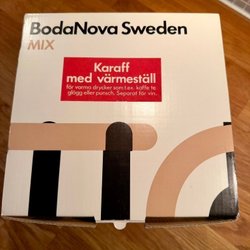 BodaNova Sweden
MIX
Karaff
med värmeställ
för varma drycker som t.ex. kaffe te
glögg eller punsch. Separat för vin.